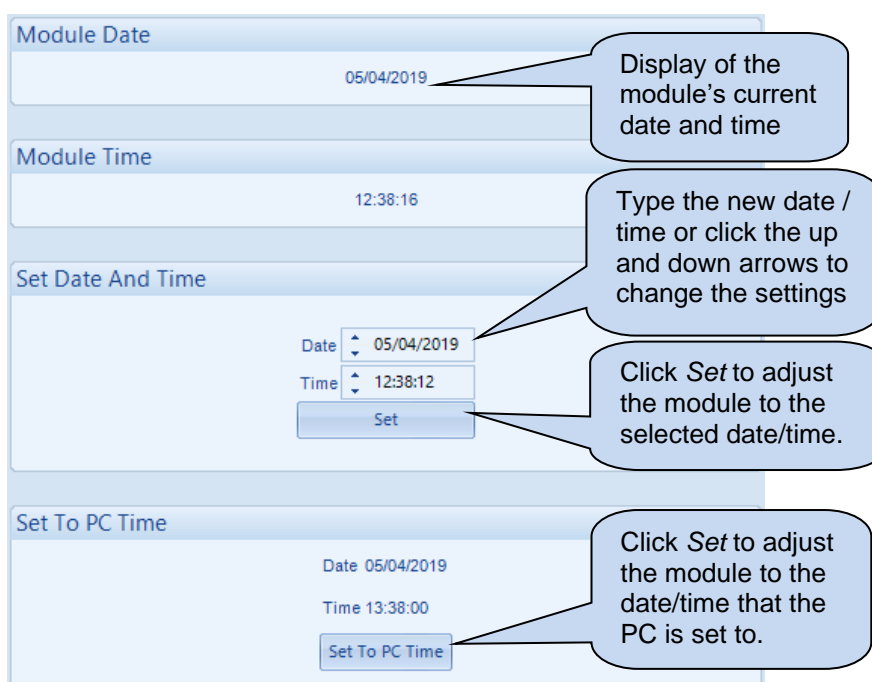 Module Date
05/04/2019
Display of the
module's current
date and time
Module Time
12:38:16
Type the new date /
time or click the up
and down arrows to
change the settings
Set Date And Time
Date 05/04/2019
Time 12:38:12
Set
Click Set to adjust
the module to the
selected date/time.
Set To PC Time
Date 05/04/2019
Time 13:38:00
Set To PC Time
Click Set to adjust
the module to the
date/time that the
PC is set to.